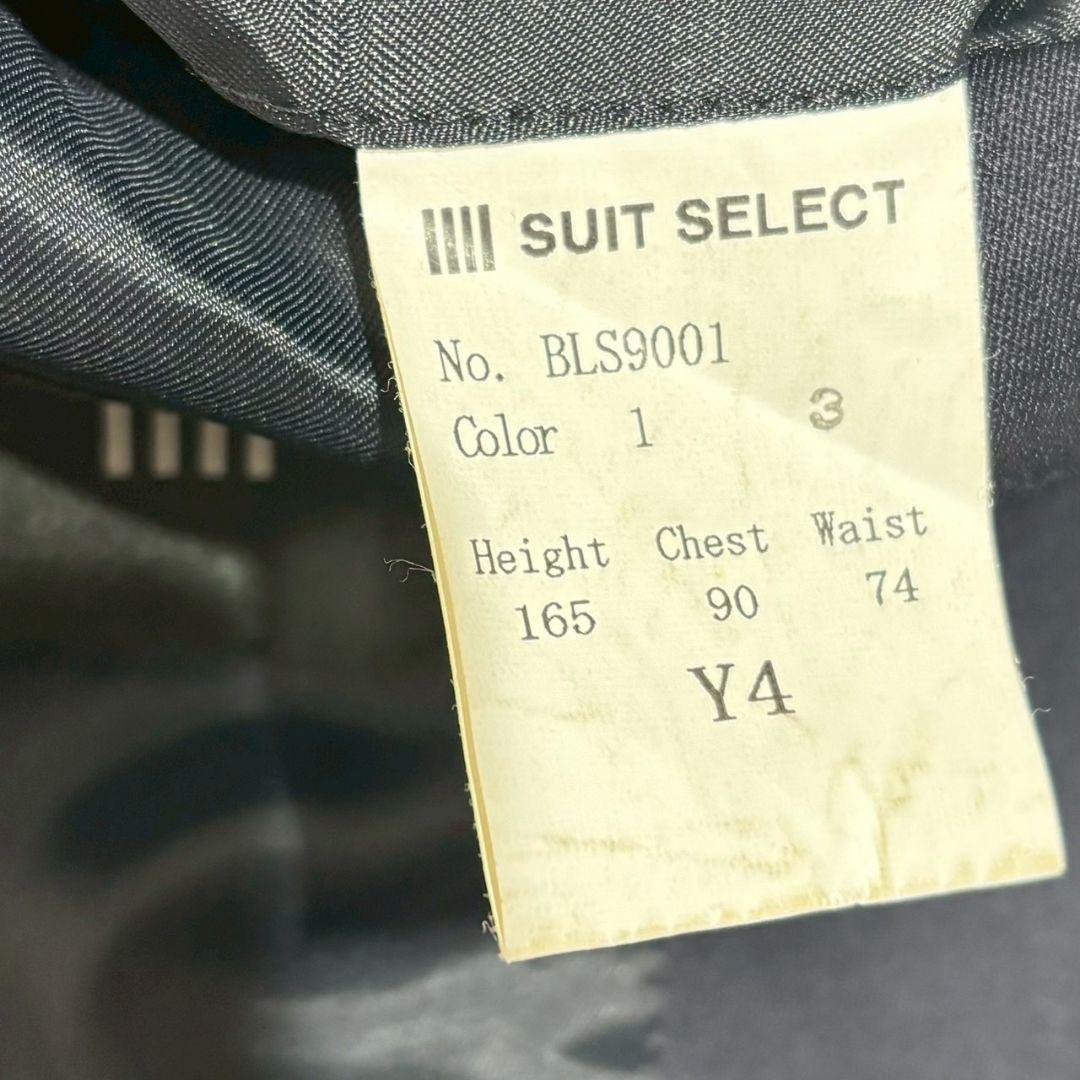 SUIT SELECT
No. BLS9001
Color 1 3
Height Chest Waist
165 90 74
Y4